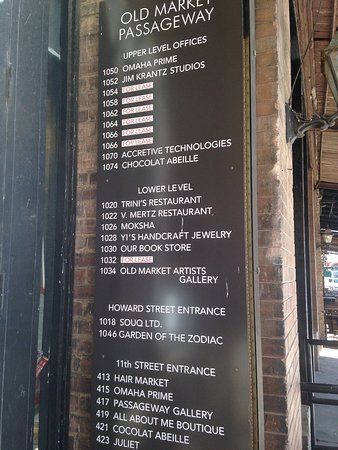 OLD MARKET
PASSAGEWAY
UPPER LEVEL OFFICES
1050 OMAHA PRIME
1052 JIM KRANTZ STUDIOS
1054 FOR LEASE
1058 FOR LEASE
1062 FOR LEASE
1064 FOR LEASE
1066 FOR LEASE
1066 FOR LEASE
1070 ACCRETIVE TECHNOLOGIES
1074 CHOCOLAT ABEILLE
LOWER LEVEL
1020 TRINI'S RESTAURANT
1022 V. MERTZ RESTAURANT
1026 MOKSHA
1028 YI'S HANDCRAFT JEWELRY
1030 OUR BOOK STORE
1032 FOR LEASE
1034 OLD MARKET ARTISTS
GALLERY
HOWARD STREET ENTRANCE
1018 SOUQ LTD.
1046 GARDEN OF THE ZODIAC
11th STREET ENTRANCE
413 HAIR MARKET
415 OMAHA PRIME
417 PASSAGEWAY GALLERY
419 ALL ABOUT ME BOUTIQUE
421 COCOLAT ABEILLE
423 JULIET